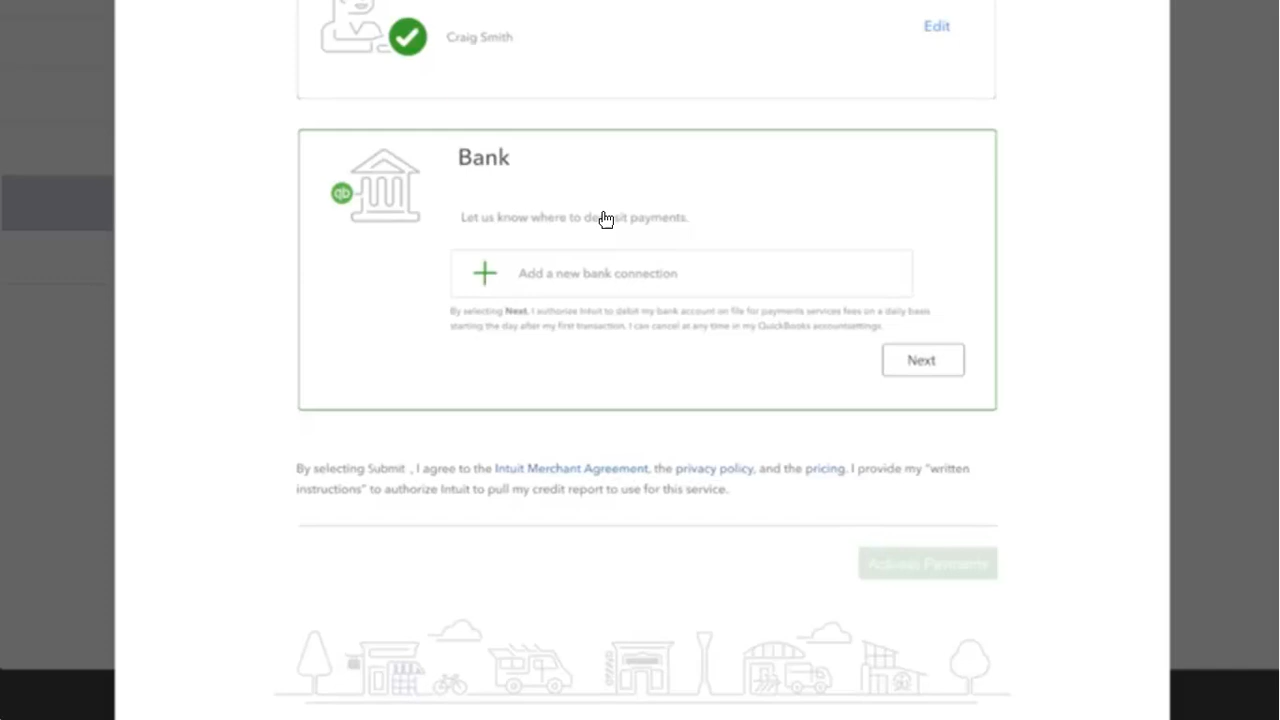 Craig Smith
Edit
Bank
qb
Let us know where to deposit payments.
Add a new bank connection
By selecting Next, I authorize Intuit to debit my bank account on file for payments services fees on a daily basis
starting the day after my first transaction. I can cancel at any time in my QuickBooks accountsettings.
Next
By selecting Submit , I agree to the Intuit Merchant Agreement, the privacy policy, and the pricing. I provide my "written
instructions" to authorize Intuit to pull my credit report to use for this service.
Activate Payments